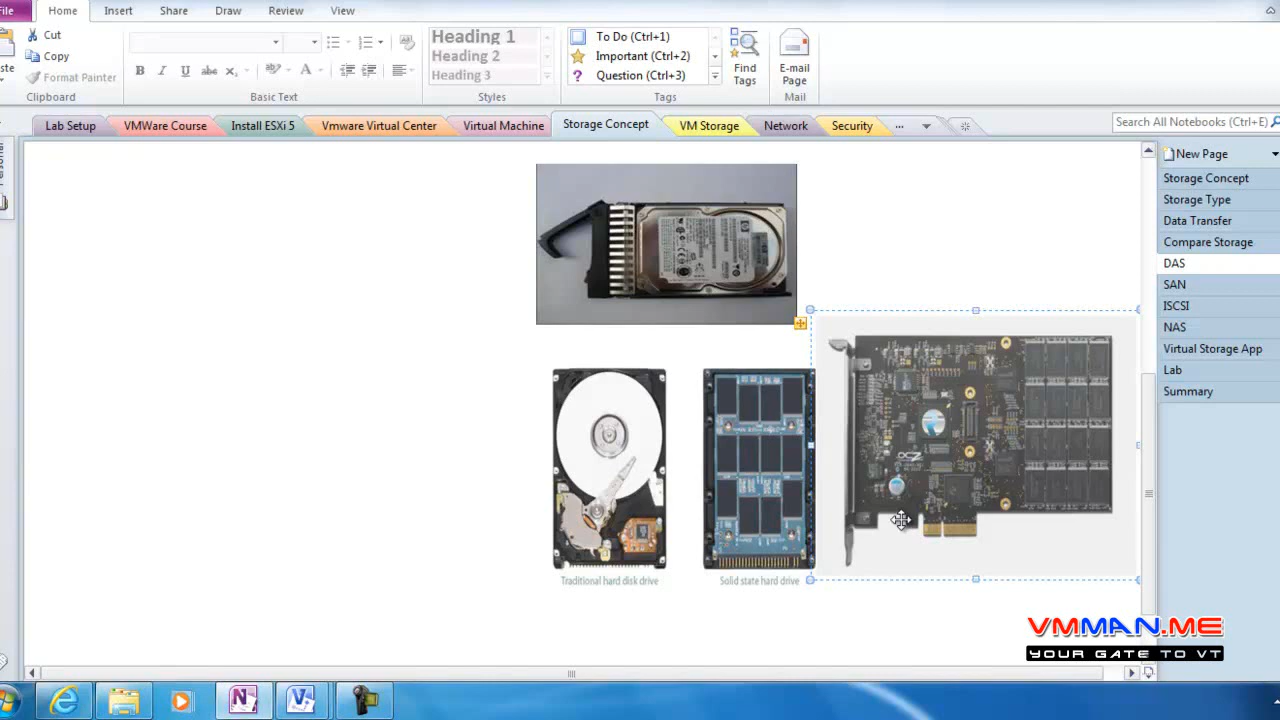 File
Home
Insert
Share
Draw
Review
View
Cut
Copy
Format Painter
Clipboard
B I U abc
Basic Text
Heading 1
Heading 2
Heading 3
Styles
To Do (Ctrl+1)
Important (Ctrl+2)
Question (Ctrl+3)
Tags
Find
Tags
E-mail
Page
Mail
Lab Setup
VMWare Course
Install ESXi 5
Vmware Virtual Center
Virtual Machine
Storage Concept
VM Storage
Network
Security
...
Search All Notebooks (Ctrl+E)
New Page
Storage Concept
Storage Type
Data Transfer
Compare Storage
DAS
SAN
ISCSI
NAS
Virtual Storage App
Lab
Summary
OCZ
Traditional hard disk drive
Solid state hard drive
VMMAN.ME
YOUR GATE TO VT